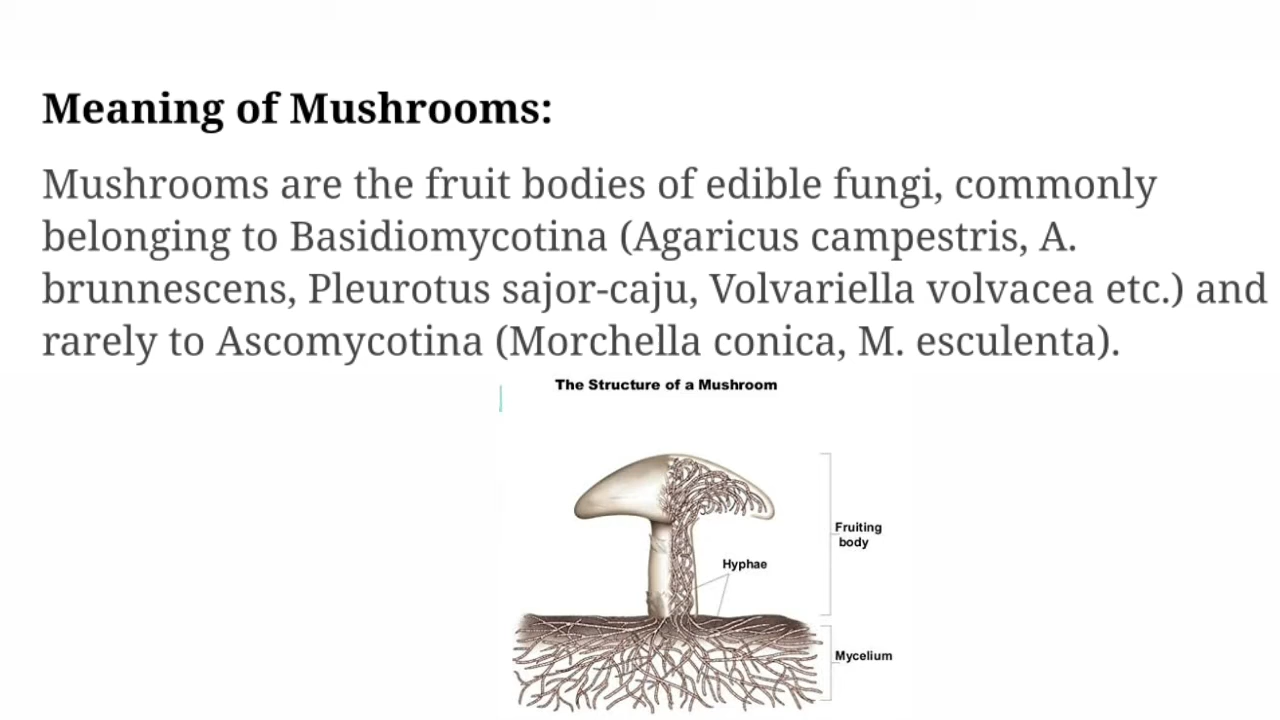 Meaning of Mushrooms:
Mushrooms are the fruit bodies of edible fungi, commonly
belonging to Basidiomycotina (Agaricus campestris, A.
brunnescens, Pleurotus sajor-caju, Volvariella volvacea etc.) and
rarely to Ascomycotina (Morchella conica, M. esculenta).
The Structure of a Mushroom
Fruiting
body
Hyphae
Mycelium